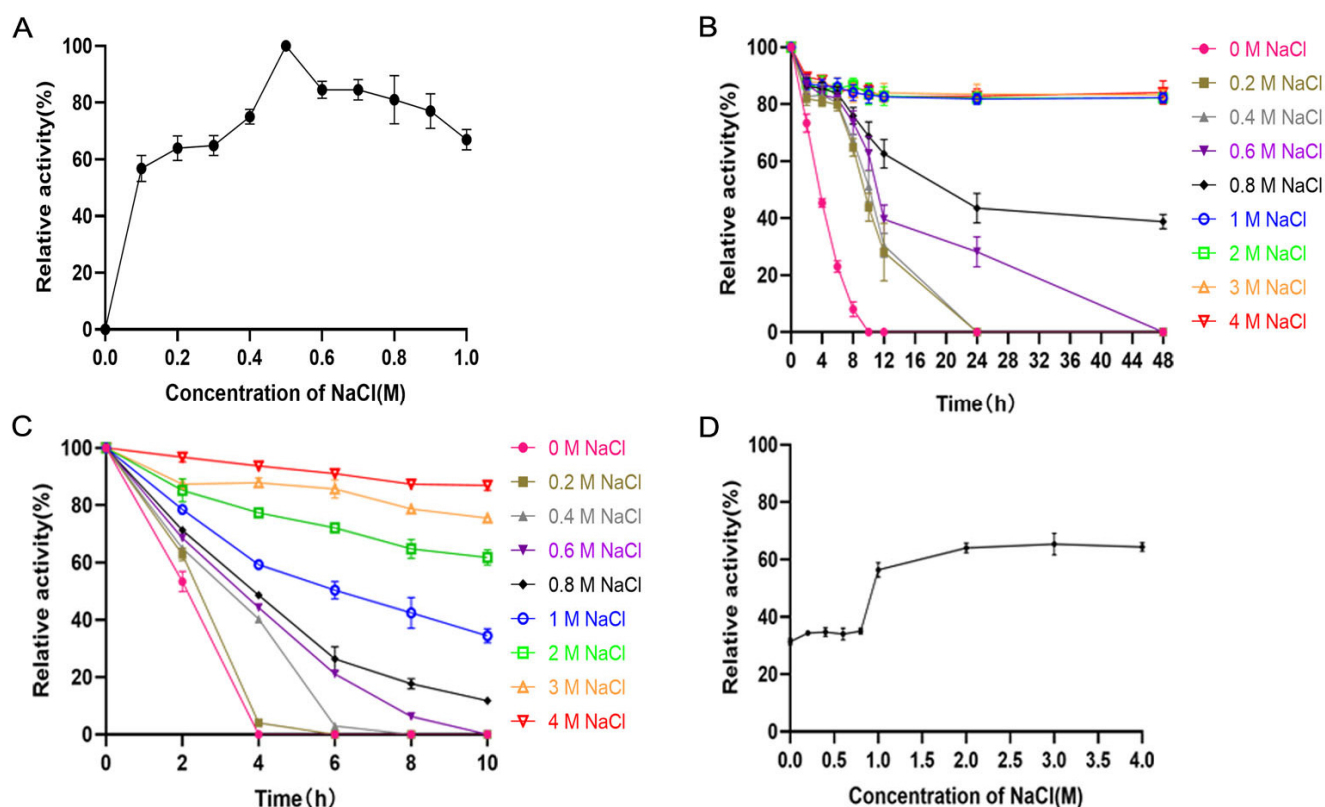 A
Relative activity(%)
100
80
60
40
20
0
0.0 0.2 0.4 0.6 0.8 1.0
Concentration of NaCl(M)
B
Relative activity(%)
100
80
60
40
20
0
0 4 8 12 16 20 24 28 32 36 40 44 48
Time(h)
0 M NaCl
0.2 M NaCl
0.4 M NaCl
0.6 M NaCl
0.8 M NaCl
1 M NaCl
2 M NaCl
3 M NaCl
4 M NaCl
C
Relative activity(%)
100
80
60
40
20
0
0 2 4 6 8 10
Time(h)
0 M NaCl
0.2 M NaCl
0.4 M NaCl
0.6 M NaCl
0.8 M NaCl
1 M NaCl
2 M NaCl
3 M NaCl
4 M NaCl
D
Relative activity(%)
100
80
60
40
20
0
0.0 0.5 1.0 1.5 2.0 2.5 3.0 3.5 4.0
Concentration of NaCl(M)